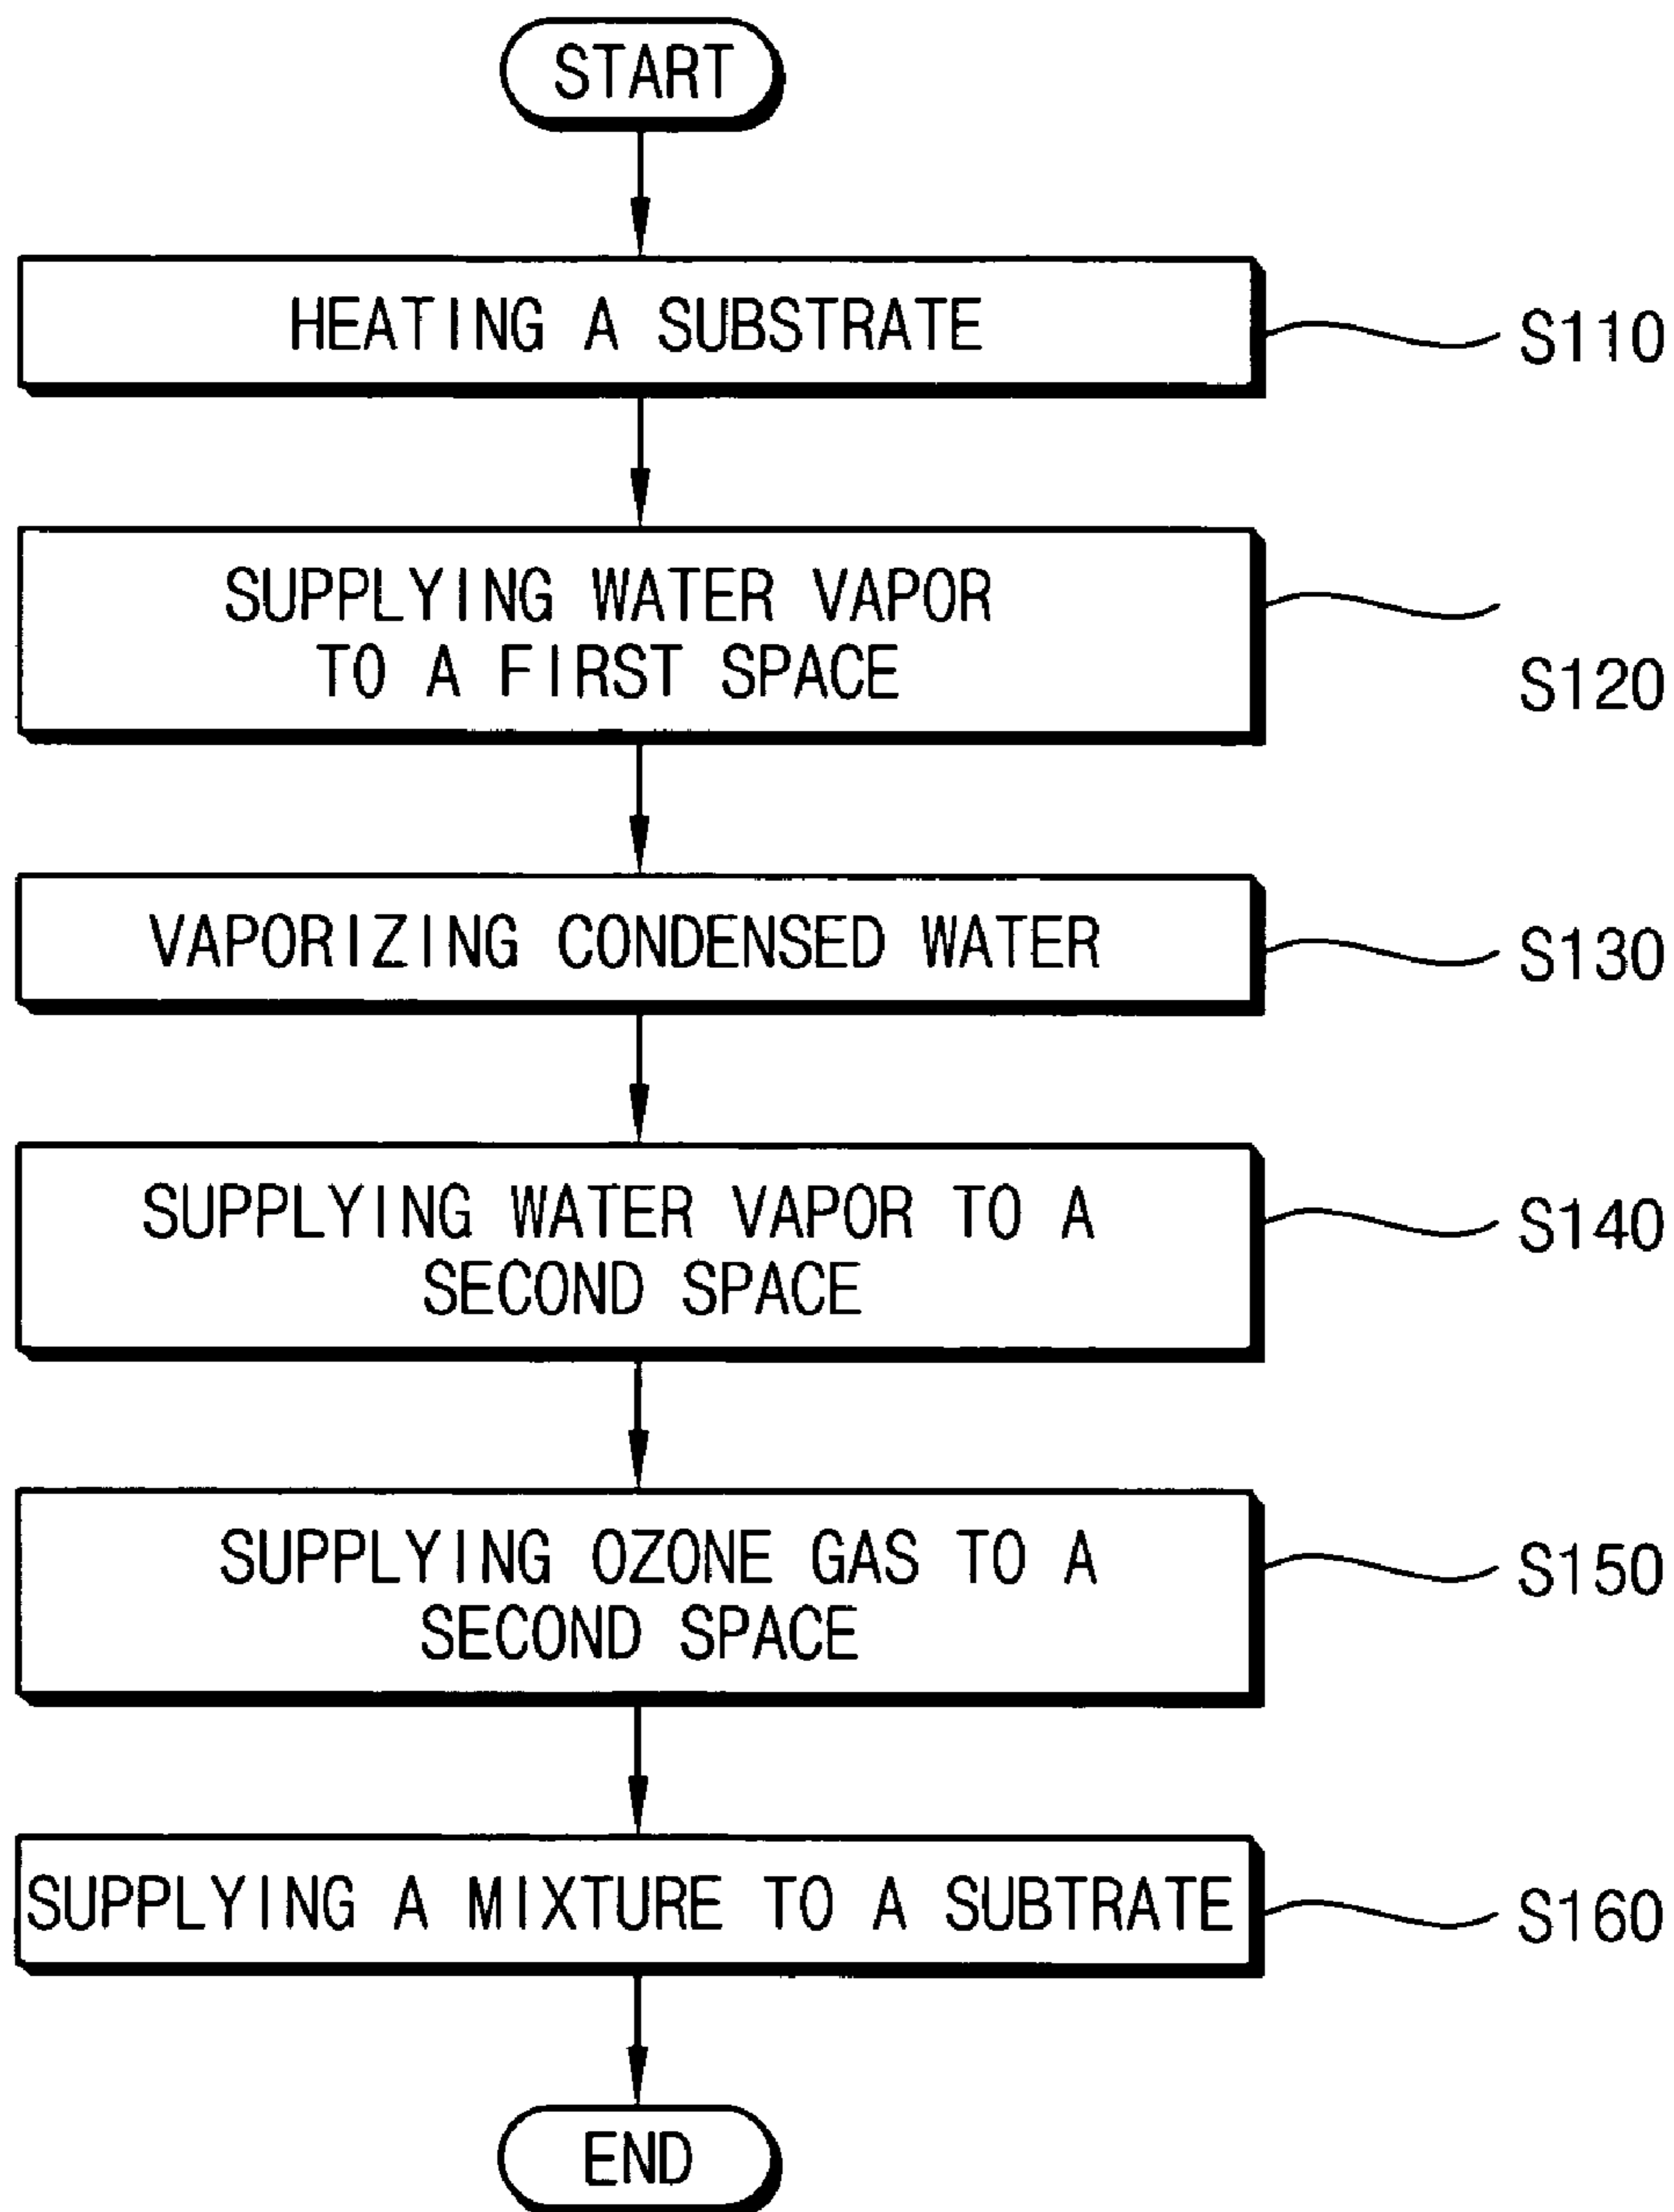 START
HEATING A SUBSTRATE
S110
SUPPLYING WATER VAPOR
TO A FIRST SPACE
S120
VAPORIZING CONDENSED WATER
S130
SUPPLYING WATER VAPOR TO A
SECOND SPACE
S140
SUPPLYING OZONE GAS TO A
SECOND SPACE
S150
SUPPLYING A MIXTURE TO A SUBTRATE
S160
END